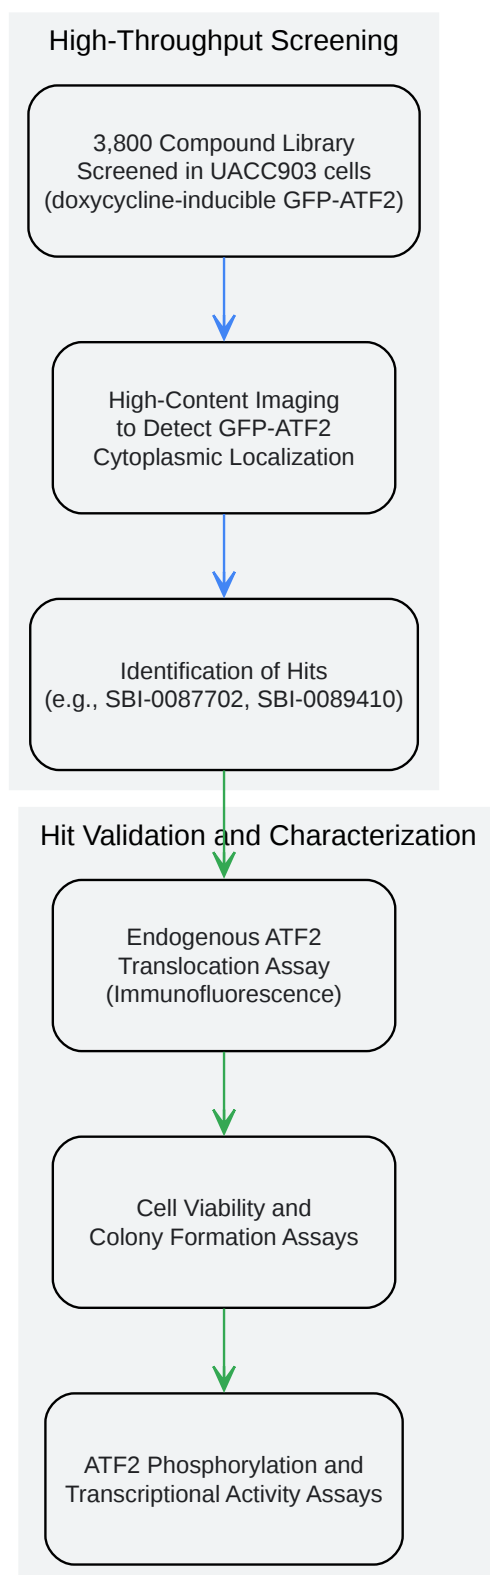 High-Throughput Screening
3,800 Compound Library
Screened in UACC903 cells
(doxycycline-inducible GFP-ATF2)
High-Content Imaging
to Detect GFP-ATF2
Cytoplasmic Localization
Identification of Hits
(e.g., SBI-0087702, SBI-0089410)
Hit Validation and Characterization
Endogenous ATF2
Translocation Assay
(Immunofluorescence)
Cell Viability and
Colony Formation Assays
ATF2 Phosphorylation and
Transcriptional Activity Assays